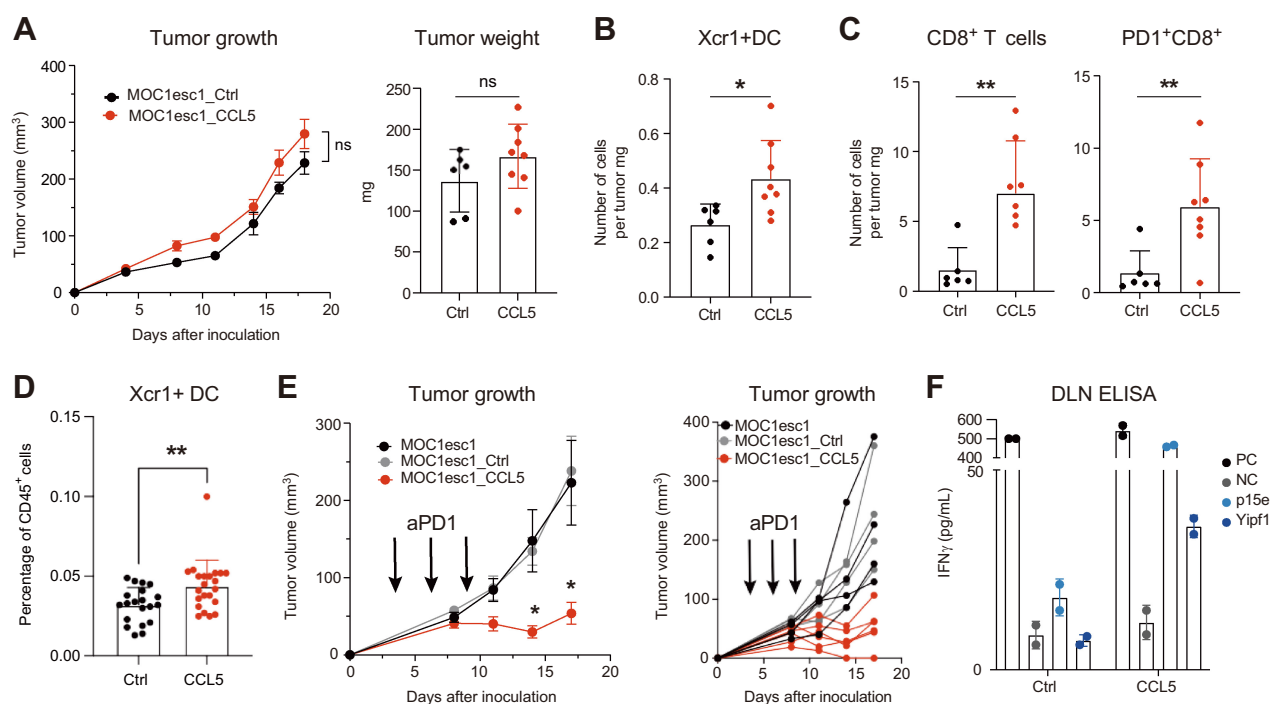 A
Tumor growth
Tumor volume (mm³)
400
300
200
100
0
0
5
10
15
20
Days after inoculation
MOC1esc1_Ctrl
MOC1esc1_CCL5
ns
Tumor weight
mg
250
200
150
100
50
0
ns
Ctrl
CCL5
B
Xcr1+DC
Number of cells
per tumor mg
0.8
0.6
0.4
0.2
0.0
*
Ctrl
CCL5
C
CD8⁺ T cells
Number of cells
per tumor mg
15
10
5
0
**
Ctrl
CCL5
PD1⁺CD8⁺
15
10
5
0
**
Ctrl
CCL5
D
Xcr1+ DC
Percentage of CD45⁺ cells
0.15
0.10
0.05
0.00
**
Ctrl
CCL5
E
Tumor growth
Tumor volume (mm³)
300
200
100
0
0
5
10
15
20
Days after inoculation
MOC1esc1
MOC1esc1_Ctrl
MOC1esc1_CCL5
aPD1
*
*
Tumor growth
Tumor volume (mm³)
400
300
200
100
0
0
5
10
15
20
Days after inoculation
MOC1esc1
MOC1esc1_Ctrl
MOC1esc1_CCL5
aPD1
F
DLN ELISA
IFNγ (pg/mL)
600
500
400
50
0
Ctrl
CCL5
PC
NC
p15e
Yipf1